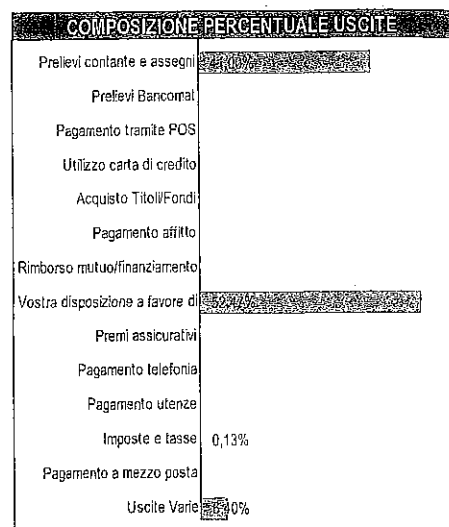 COMPOSIZIONE PERCENTUALE USCITE
Prelievi contante e assegni
Prelievi Bancomat
Pagamento tramite POS
Utilizzo carta di credito
Acquisto Titoli/Fondi
Pagamento affitto
Rimborso mutuo/finanziamento
Vostra disposizione a favore di
Premi assicurativi
Pagamento telefonia
Pagamento utenze
Imposte e tasse 0,13%
Pagamento a mezzo posta
Uscite Varie